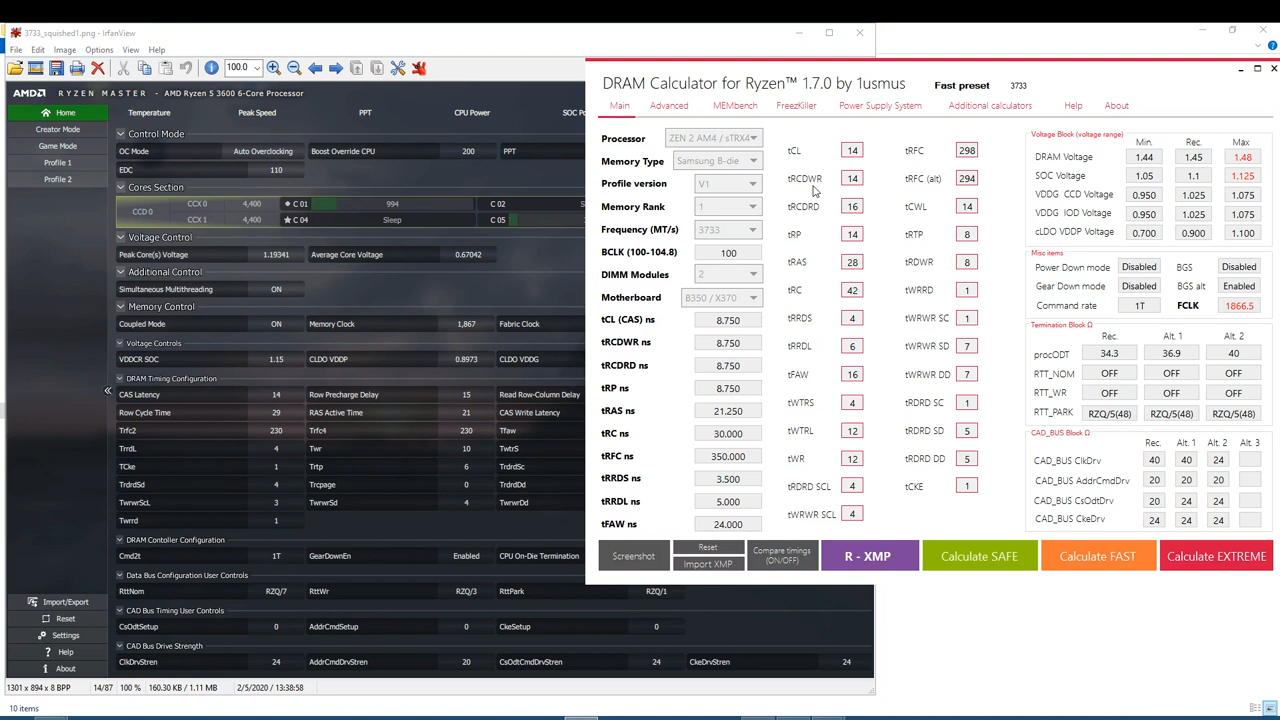 3733_squished1.png - IrfanView
File Edit Image Options View Help
100.0
AMD RYZEN MASTER - AMD Ryzen 5 3600 6-Core Processor
Home
Creator Mode
Game Mode
Profile 1
Profile 2
Import/Export
Reset
Settings
Help
About
Temperature Peak Speed PPT CPU Power SOC Po
Control Mode
OC Mode Auto Overclocking Boost Override CPU 200 PPT
EDC 110
Cores Section
CCD 0 CCX 0 4,400 C 01 994 C 02
CCX 1 4,400 C 04 Sleep C 05
Voltage Control
Peak Core(s) Voltage 1.19341 Average Core Voltage 0.67042
Additional Control
Simultaneous Multithreading ON
Memory Control
Coupled Mode ON Memory Clock 1,867 Fabric Clock
Voltage Controls
VDDCR SOC 1.15 CLDO VDDP 0.8973 CLDO VDDG
DRAM Timing Configuration
CAS Latency 14 Row Precharge Delay 15 Read Row-Column Delay
Row Cycle Time 29 RAS Active Time 21 CAS Write Latency
Trfc2 230 Trfc4 230 Tfaw
TrrdL 4 Twr 10 TwtrS
TCke 1 Trtp 6 TrdrdSc
TrdrdSd 4 Trcpage 0 TrdrdDd
TwrwrScL 3 TwrwrSd 4 TwrwrDd
Twrrd 1
DRAM Contoller Configuration
Cmd2t 1T GearDownEn Enabled CPU On-Die Termination
Data Bus Configuration User Controls
RttNom RZQ/7 RttWr RZQ/3 RttPark RZQ/1
CAD Bus Timing User Controls
CsOdtSetup 0 AddrCmdSetup 0 CkeSetup 0
CAD Bus Drive Strength
ClkDrvStren 24 AddrCmdDrvStren 20 CsOdtCmdDrvStren 24 CkeDrvStren 24
1301 x 894 x 8 BPP 14/87 100 % 160.30 KB / 1.11 MB 2/5/2020 / 13:38:58
10 items
DRAM Calculator for Ryzen™ 1.7.0 by 1usmus Fast preset 3733
Main Advanced MEMbench FreezKiller Power Supply System Additional calculators Help About
Processor ZEN 2 AM4 / sTRX4
Memory Type Samsung B-die
Profile version V1
Memory Rank 1
Frequency (MT/s) 3733
BCLK (100-104.8) 100
DIMM Modules 2
Motherboard B350 / X370
tCL (CAS) ns 8.750
tRCDWR ns 8.750
tRCDRD ns 8.750
tRP ns 8.750
tRAS ns 21.250
tRC ns 30.000
tRFC ns 350.000
tRRDS ns 3.500
tRRDL ns 5.000
tFAW ns 24.000
tCL 14 tRFC 298
tRCDWR 14 tRFC (alt) 294
tRCDRD 16 tCWL 14
tRP 14 tRTP 8
tRAS 28 tRDWR 8
tRC 42 tWRRD 1
tRRDS 4 tWRWR SC 1
tRRDL 6 tWRWR SD 7
tFAW 16 tWRWR DD 7
tWTRS 4 tRDRD SC 1
tWTRL 12 tRDRD SD 5
tWR 12 tRDRD DD 5
tRDRD SCL 4 tCKE 1
tWRWR SCL 4
Voltage Block (voltage range)
Min. Rec. Max
DRAM Voltage 1.44 1.45 1.48
SOC Voltage 1.05 1.1 1.125
VDDG CCD Voltage 0.950 1.025 1.075
VDDG IOD Voltage 0.950 1.025 1.075
cLDO VDDP Voltage 0.700 0.900 1.100
Misc items
Power Down mode Disabled BGS Disabled
Gear Down mode Disabled BGS alt Enabled
Command rate 1T FCLK 1866.5
Termination Block Ω
Rec. Alt. 1 Alt. 2
procODT 34.3 36.9 40
RTT_NOM OFF OFF OFF
RTT_WR OFF OFF OFF
RTT_PARK RZQ/5(48) RZQ/5(48) RZQ/5(48)
CAD_BUS Block Ω
Rec. Alt. 1 Alt. 2 Alt. 3
CAD_BUS ClkDrv 40 40 24
CAD_BUS AddrCmdDrv 20 20 20
CAD_BUS CsOdtDrv 20 24 24
CAD_BUS CkeDrv 24 24 24
Screenshot
Reset
Import XMP
Compare timings
(ON/OFF)
R - XMP
Calculate SAFE
Calculate FAST
Calculate EXTREME